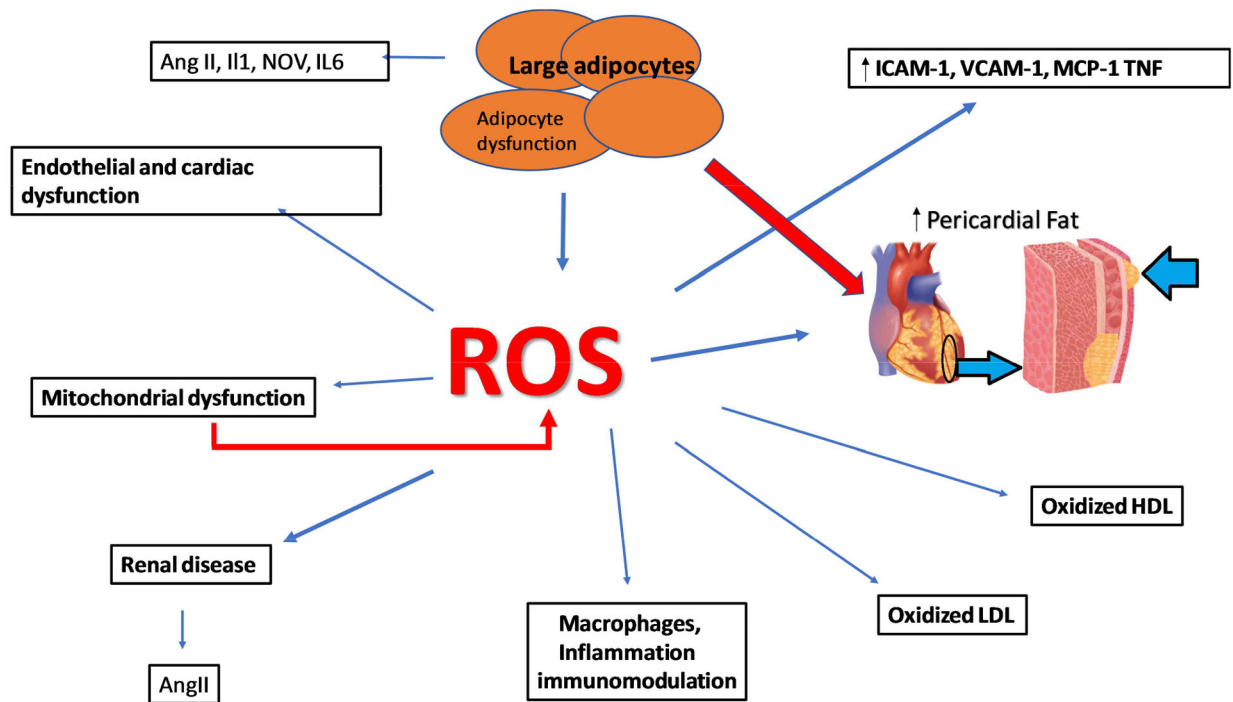 Ang II, Il1, NOV, IL6
Large adipocytes
Adipocyte
dysfunction
↑ ICAM-1, VCAM-1, MCP-1 TNF
Endothelial and cardiac
dysfunction
↑ Pericardial Fat
ROS
Mitochondrial dysfunction
Oxidized HDL
Renal disease
Oxidized LDL
Macrophages,
Inflammation
immunomodulation
AngII